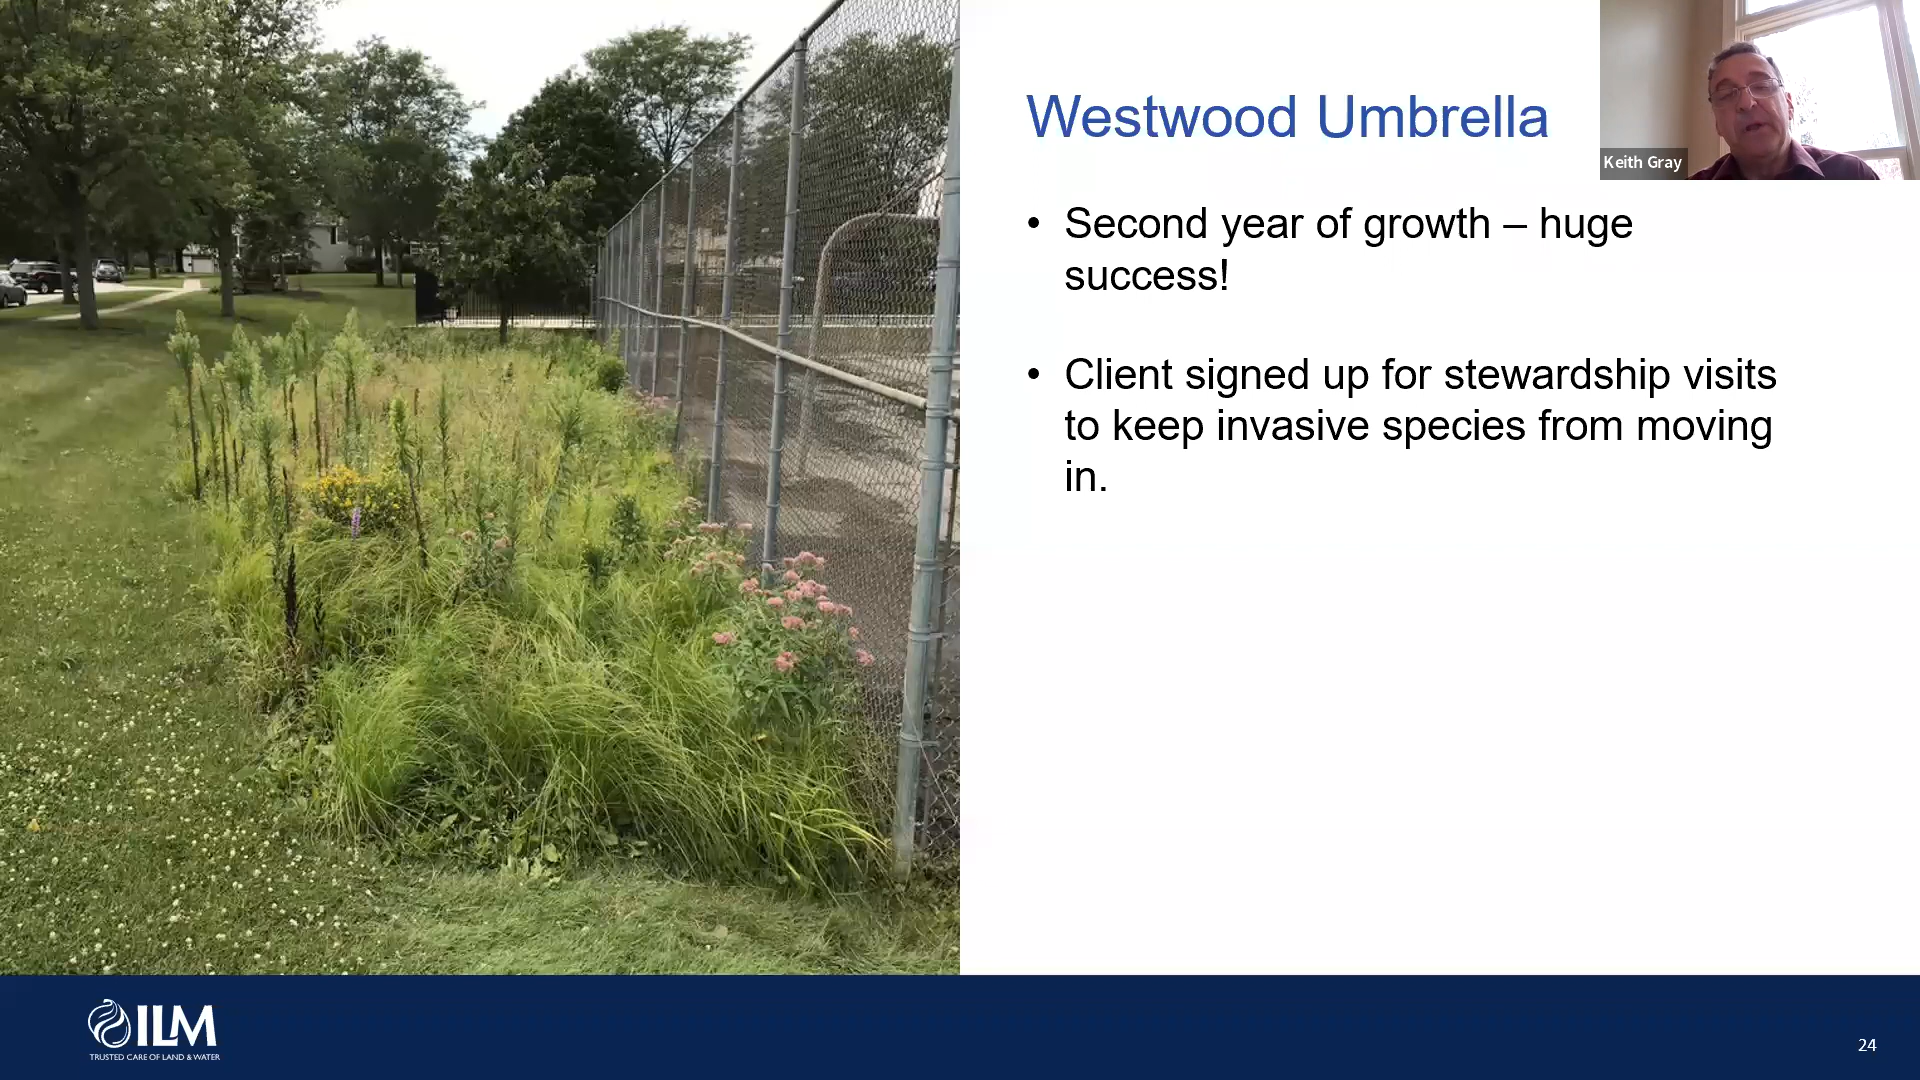 Westwood Umbrella
Keith Gray
• Second year of growth – huge
success!
• Client signed up for stewardship visits
to keep invasive species from moving
in.
ILM
TRUSTED CARE OF LAND & WATER
24